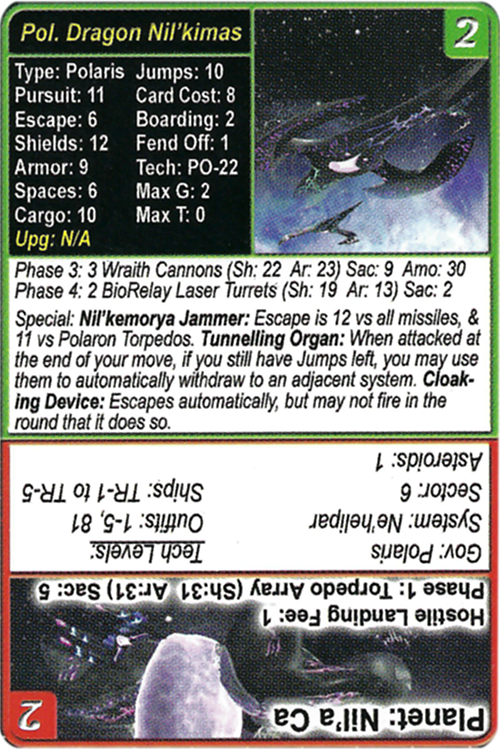 Pol. Dragon Nil'kimas
2
Type: Polaris Jumps: 10
Pursuit: 11 Card Cost: 8
Escape: 6 Boarding: 2
Shields: 12 Fend Off: 1
Armor: 9 Tech: PO-22
Spaces: 6 Max G: 2
Cargo: 10 Max T: 0
Upg: N/A
Phase 3: 3 Wraith Cannons (Sh: 22 Ar: 23) Sac: 9 Amo: 30
Phase 4: 2 BioRelay Laser Turrets (Sh: 19 Ar: 13) Sac: 2
Special: Nil'kemorya Jammer: Escape is 12 vs all missiles, &
11 vs Polaron Torpedos. Tunnelling Organ: When attacked at
the end of your move, if you still have Jumps left, you may use
them to automatically withdraw to an adjacent system. Cloak-
ing Device: Escapes automatically, but may not fire in the
round that it does so.
Planet: Nil'a Ca
2
Hostile Landing Fee: 1
Phase 1: Torpedo Array (Sh:31 Ar:31) Sac: 5
Gov: Polaris Tech Levels:
System: Ne'helipar Outfits: 1-5, 81
Sector: 6 Ships: TR-1 to TR-5
Asteroids: 1